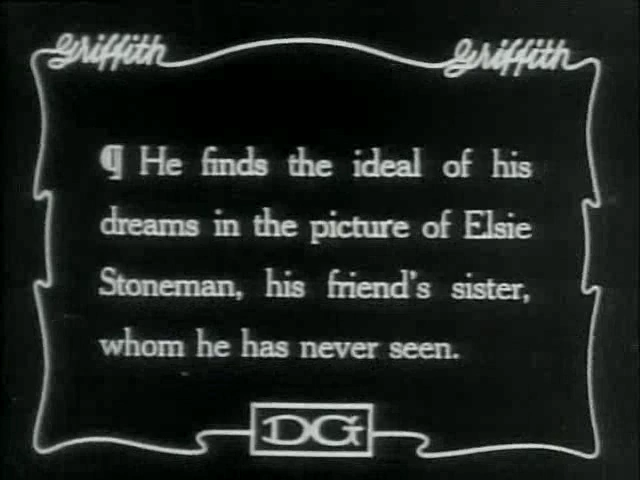 Griffith Griffith
¶ He finds the ideal of his
dreams in the picture of Elsie
Stoneman, his friend's sister,
whom he has never seen.
DG